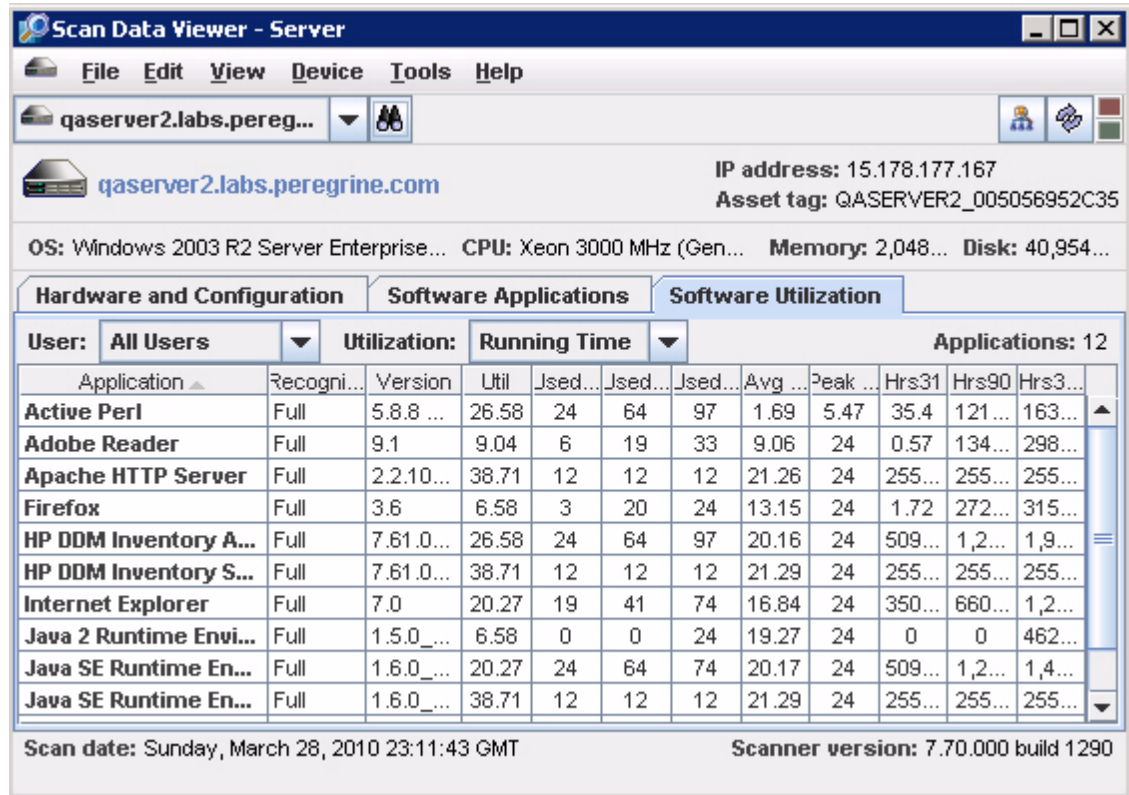 Scan Data Viewer - Server
File Edit View Device Tools Help
qaserver2.labs.pereg...
qaserver2.labs.peregrine.com
IP address: 15.178.177.167
Asset tag: QASERVER2_005056952C35
OS: Windows 2003 R2 Server Enterprise... CPU: Xeon 3000 MHz (Gen... Memory: 2,048... Disk: 40,954...
Hardware and Configuration Software Applications Software Utilization
User: All Users Utilization: Running Time Applications: 12
Application Recogni... Version Util Used... Used... Used... Avg ... Peak ... Hrs31 Hrs90 Hrs3...
Active Perl Full 5.8.8 ... 26.58 24 64 97 1.69 5.47 35.4 121... 163...
Adobe Reader Full 9.1 9.04 6 19 33 9.06 24 0.57 134... 298...
Apache HTTP Server Full 2.2.10... 38.71 12 12 12 21.26 24 255... 255... 255...
Firefox Full 3.6 6.58 3 20 24 13.15 24 1.72 272... 315...
HP DDM Inventory A... Full 7.61.0... 26.58 24 64 97 20.16 24 509... 1,2... 1,9...
HP DDM Inventory S... Full 7.61.0... 38.71 12 12 12 21.29 24 255... 255... 255...
Internet Explorer Full 7.0 20.27 19 41 74 16.84 24 350... 660... 1,2...
Java 2 Runtime Envi... Full 1.5.0_... 6.58 0 0 24 19.27 24 0 0 462...
Java SE Runtime En... Full 1.6.0_... 20.27 24 64 74 20.17 24 509... 1,2... 1,4...
Java SE Runtime En... Full 1.6.0_... 38.71 12 12 12 21.29 24 255... 255... 255...
Scan date: Sunday, March 28, 2010 23:11:43 GMT Scanner version: 7.70.000 build 1290